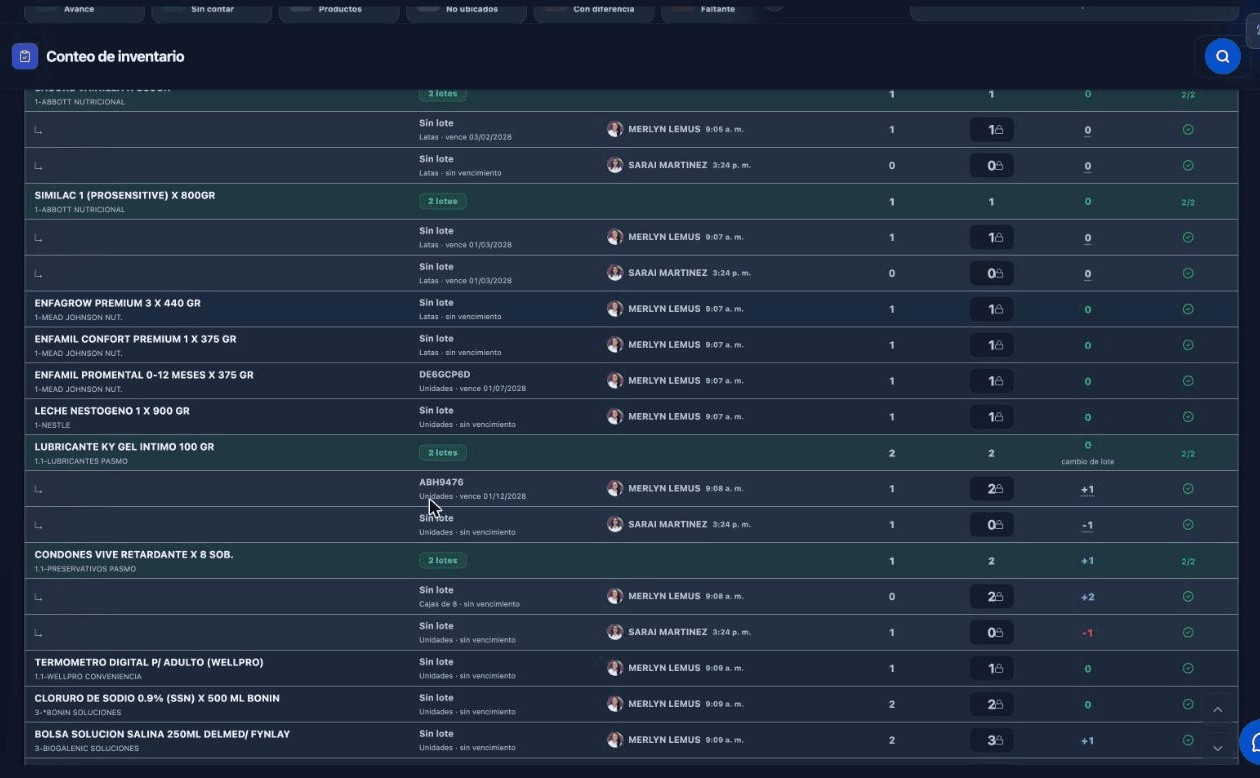 Avance Sin contar Productos No ubicados Con diferencia Faltante
Conteo de inventario
1-ABBOTT NUTRICIONAL 2 lotes 1 1 0 2/2
Sin lote
Latas · vence 03/02/2028 MERLYN LEMUS 9:05 a. m. 1 1 0
Sin lote
Latas · sin vencimiento SARAI MARTINEZ 3:24 p. m. 0 0 0
SIMILAC 1 (PROSENSITIVE) X 800GR
1-ABBOTT NUTRICIONAL 2 lotes 1 1 0 2/2
Sin lote
Latas · vence 01/03/2028 MERLYN LEMUS 9:07 a. m. 1 1 0
Sin lote
Latas · vence 01/03/2028 SARAI MARTINEZ 3:24 p. m. 0 0 0
ENFAGROW PREMIUM 3 X 440 GR Sin lote
1-MEAD JOHNSON NUT. Latas · sin vencimiento MERLYN LEMUS 9:07 a. m. 1 1 0
ENFAMIL CONFORT PREMIUM 1 X 375 GR Sin lote
1-MEAD JOHNSON NUT. Latas · sin vencimiento MERLYN LEMUS 9:07 a. m. 1 1 0
ENFAMIL PROMENTAL 0-12 MESES X 375 GR DE6GCP6D
1-MEAD JOHNSON NUT. Unidades · vence 01/07/2028 MERLYN LEMUS 9:07 a. m. 1 1 0
LECHE NESTOGENO 1 X 900 GR Sin lote
1-NESTLE Unidades · sin vencimiento MERLYN LEMUS 9:07 a. m. 1 1 0
LUBRICANTE KY GEL INTIMO 100 GR
1.1-LUBRICANTES PASMO 2 lotes 2 2 0 cambio de lote 2/2
ABH9476
Unidades · vence 01/12/2028 MERLYN LEMUS 9:08 a. m. 1 2 +1
Sin lote
Unidades · sin vencimiento SARAI MARTINEZ 3:24 p. m. 1 0 -1
CONDONES VIVE RETARDANTE X 8 SOB.
1.1-PRESERVATIVOS PASMO 2 lotes 1 2 +1 2/2
Sin lote
Cajas de 8 · sin vencimiento MERLYN LEMUS 9:08 a. m. 0 2 +2
Sin lote
Unidades · sin vencimiento SARAI MARTINEZ 3:24 p. m. 1 0 -1
TERMOMETRO DIGITAL P/ ADULTO (WELLPRO) Sin lote
1.1-WELLPRO CONVENIENCIA Unidades · sin vencimiento MERLYN LEMUS 9:09 a. m. 1 1 0
CLORURO DE SODIO 0.9% (SSN) X 500 ML BONIN Sin lote
3-*BONIN SOLUCIONES Unidades · sin vencimiento MERLYN LEMUS 9:09 a. m. 2 2 0
BOLSA SOLUCION SALINA 250ML DELMED/ FYNLAY Sin lote
3-BIOGALENIC SOLUCIONES Unidades · sin vencimiento MERLYN LEMUS 9:09 a. m. 2 3 +1